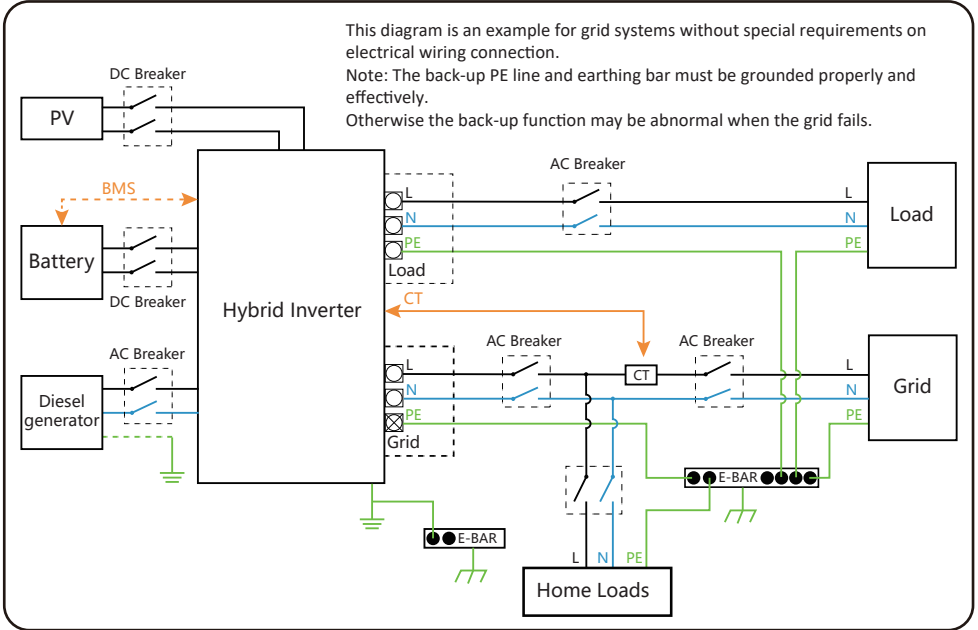 This diagram is an example for grid systems without special requirements on
electrical wiring connection.
Note: The back-up PE line and earthing bar must be grounded properly and
effectively.
Otherwise the back-up function may be abnormal when the grid fails.
DC Breaker
PV
AC Breaker
BMS
L
L
N
N
Load
PE
PE
Battery
Load
DC Breaker
CT
Hybrid Inverter
AC Breaker
AC Breaker
AC Breaker
L
CT
L
N
N
Grid
Diesel
generator
PE
PE
Grid
E-BAR
E-BAR
L
N
PE
Home Loads